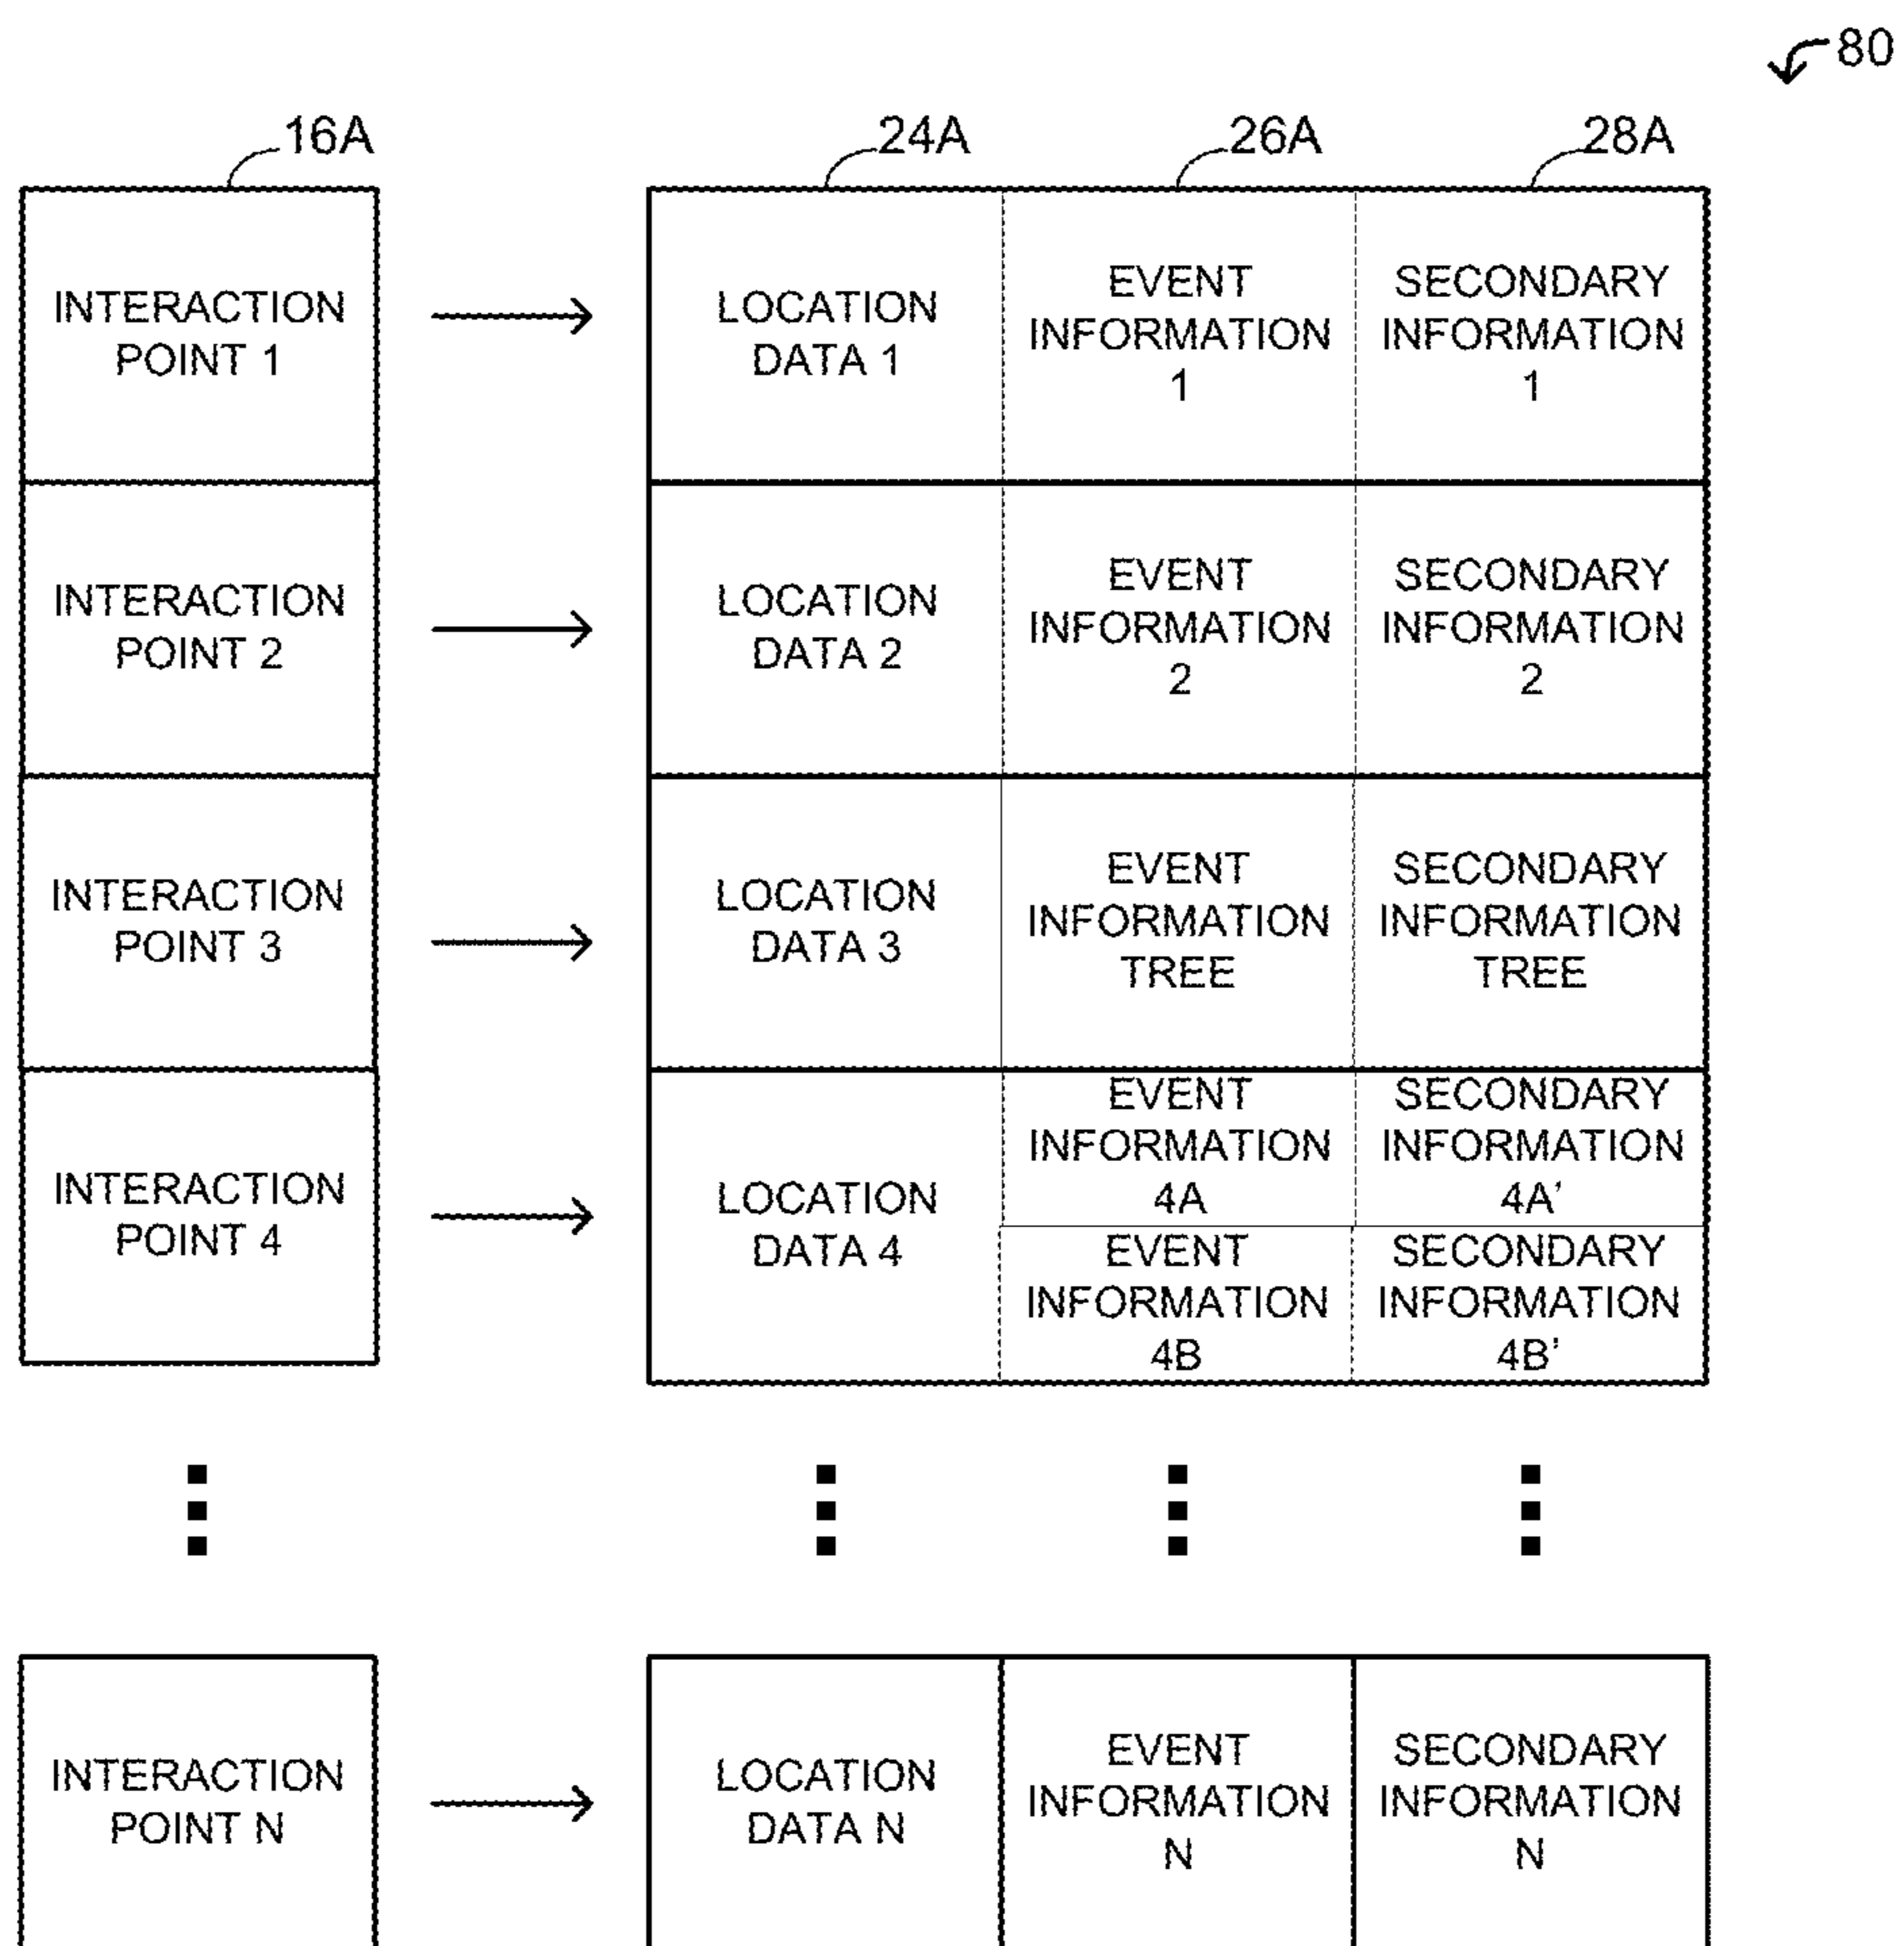 80
16A
24A
26A
28A
INTERACTION
POINT 1
LOCATION
DATA 1
EVENT
INFORMATION
1
SECONDARY
INFORMATION
1
INTERACTION
POINT 2
LOCATION
DATA 2
EVENT
INFORMATION
2
SECONDARY
INFORMATION
2
INTERACTION
POINT 3
LOCATION
DATA 3
EVENT
INFORMATION
TREE
SECONDARY
INFORMATION
TREE
INTERACTION
POINT 4
LOCATION
DATA 4
EVENT
INFORMATION
4A
SECONDARY
INFORMATION
4A'
EVENT
INFORMATION
4B
SECONDARY
INFORMATION
4B'
INTERACTION
POINT N
LOCATION
DATA N
EVENT
INFORMATION
N
SECONDARY
INFORMATION
N